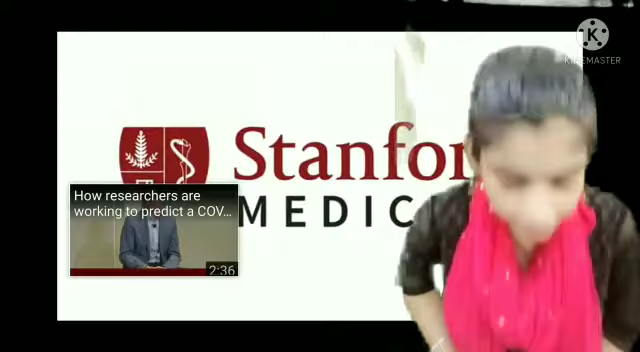 KINEMASTER
Stanfor
MEDIC
How researchers are
working to predict a COV...
2:36